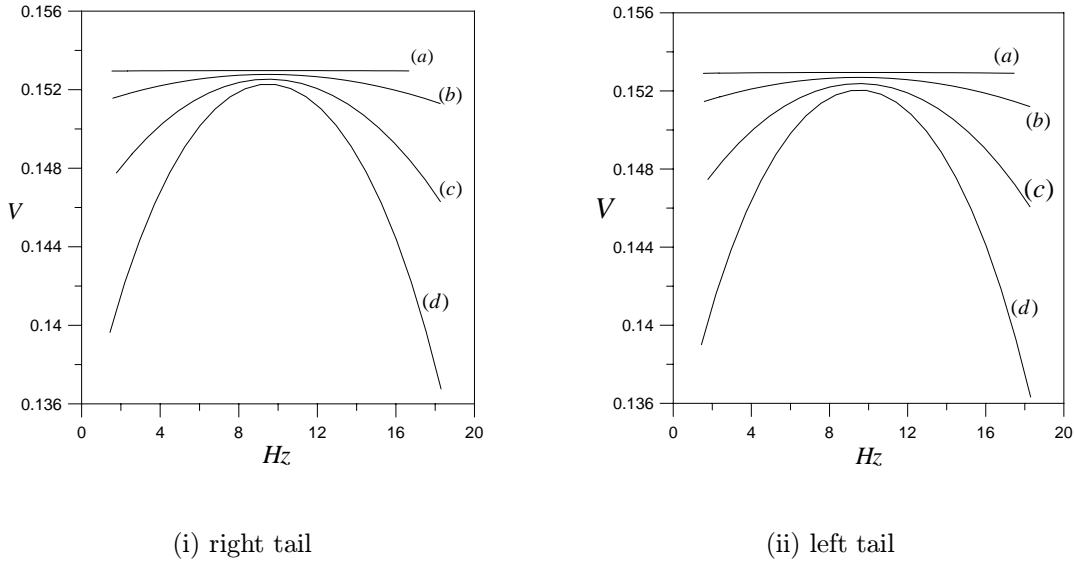 0.156
0.152
0.148
0.144
0.14
0.136
V
0 4 8 12 16 20
Hz
(a)
(b)
(c)
(d)
(i) right tail
0.156
0.152
0.148
0.144
0.14
0.136
V
0 4 8 12 16 20
Hz
(a)
(b)
(c)
(d)
(ii) left tail